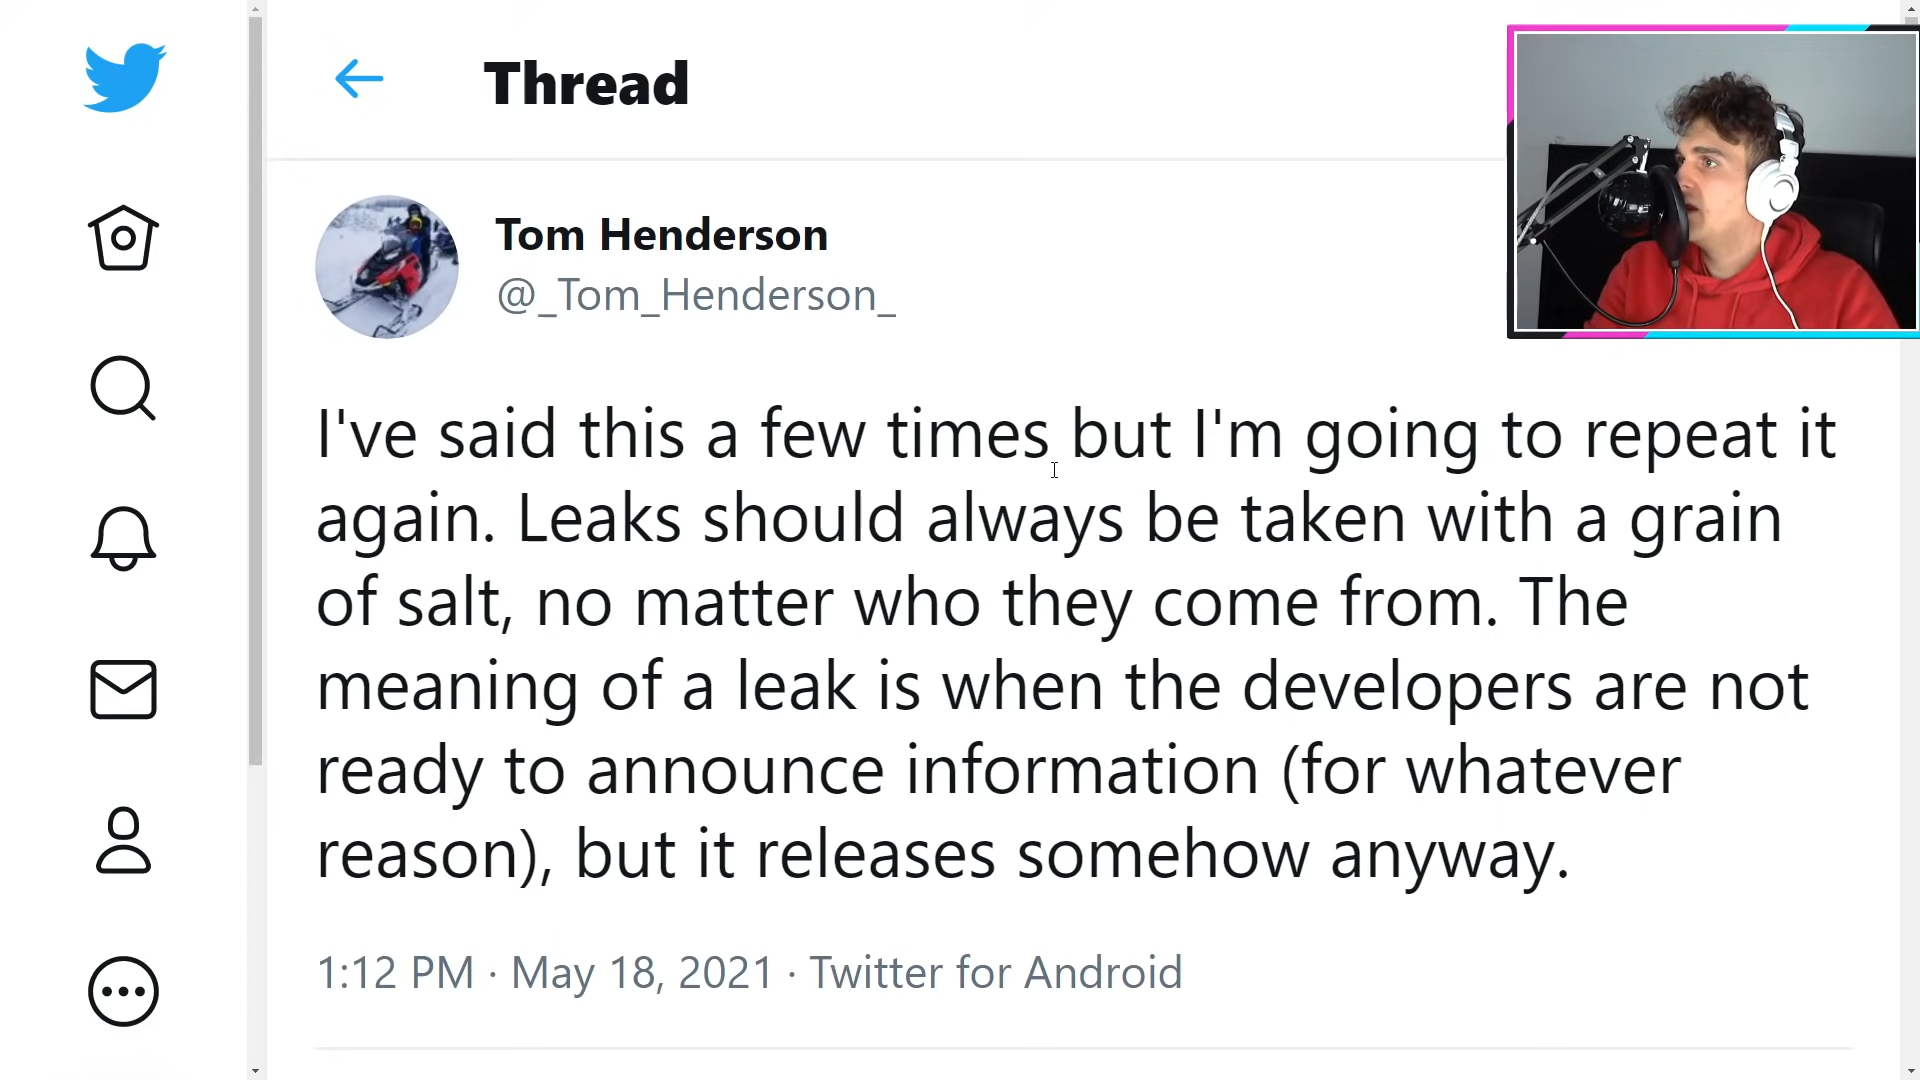 Thread
Tom Henderson
@_Tom_Henderson_
I've said this a few times but I'm going to repeat it
again. Leaks should always be taken with a grain
of salt, no matter who they come from. The
meaning of a leak is when the developers are not
ready to announce information (for whatever
reason), but it releases somehow anyway.
1:12 PM · May 18, 2021 · Twitter for Android